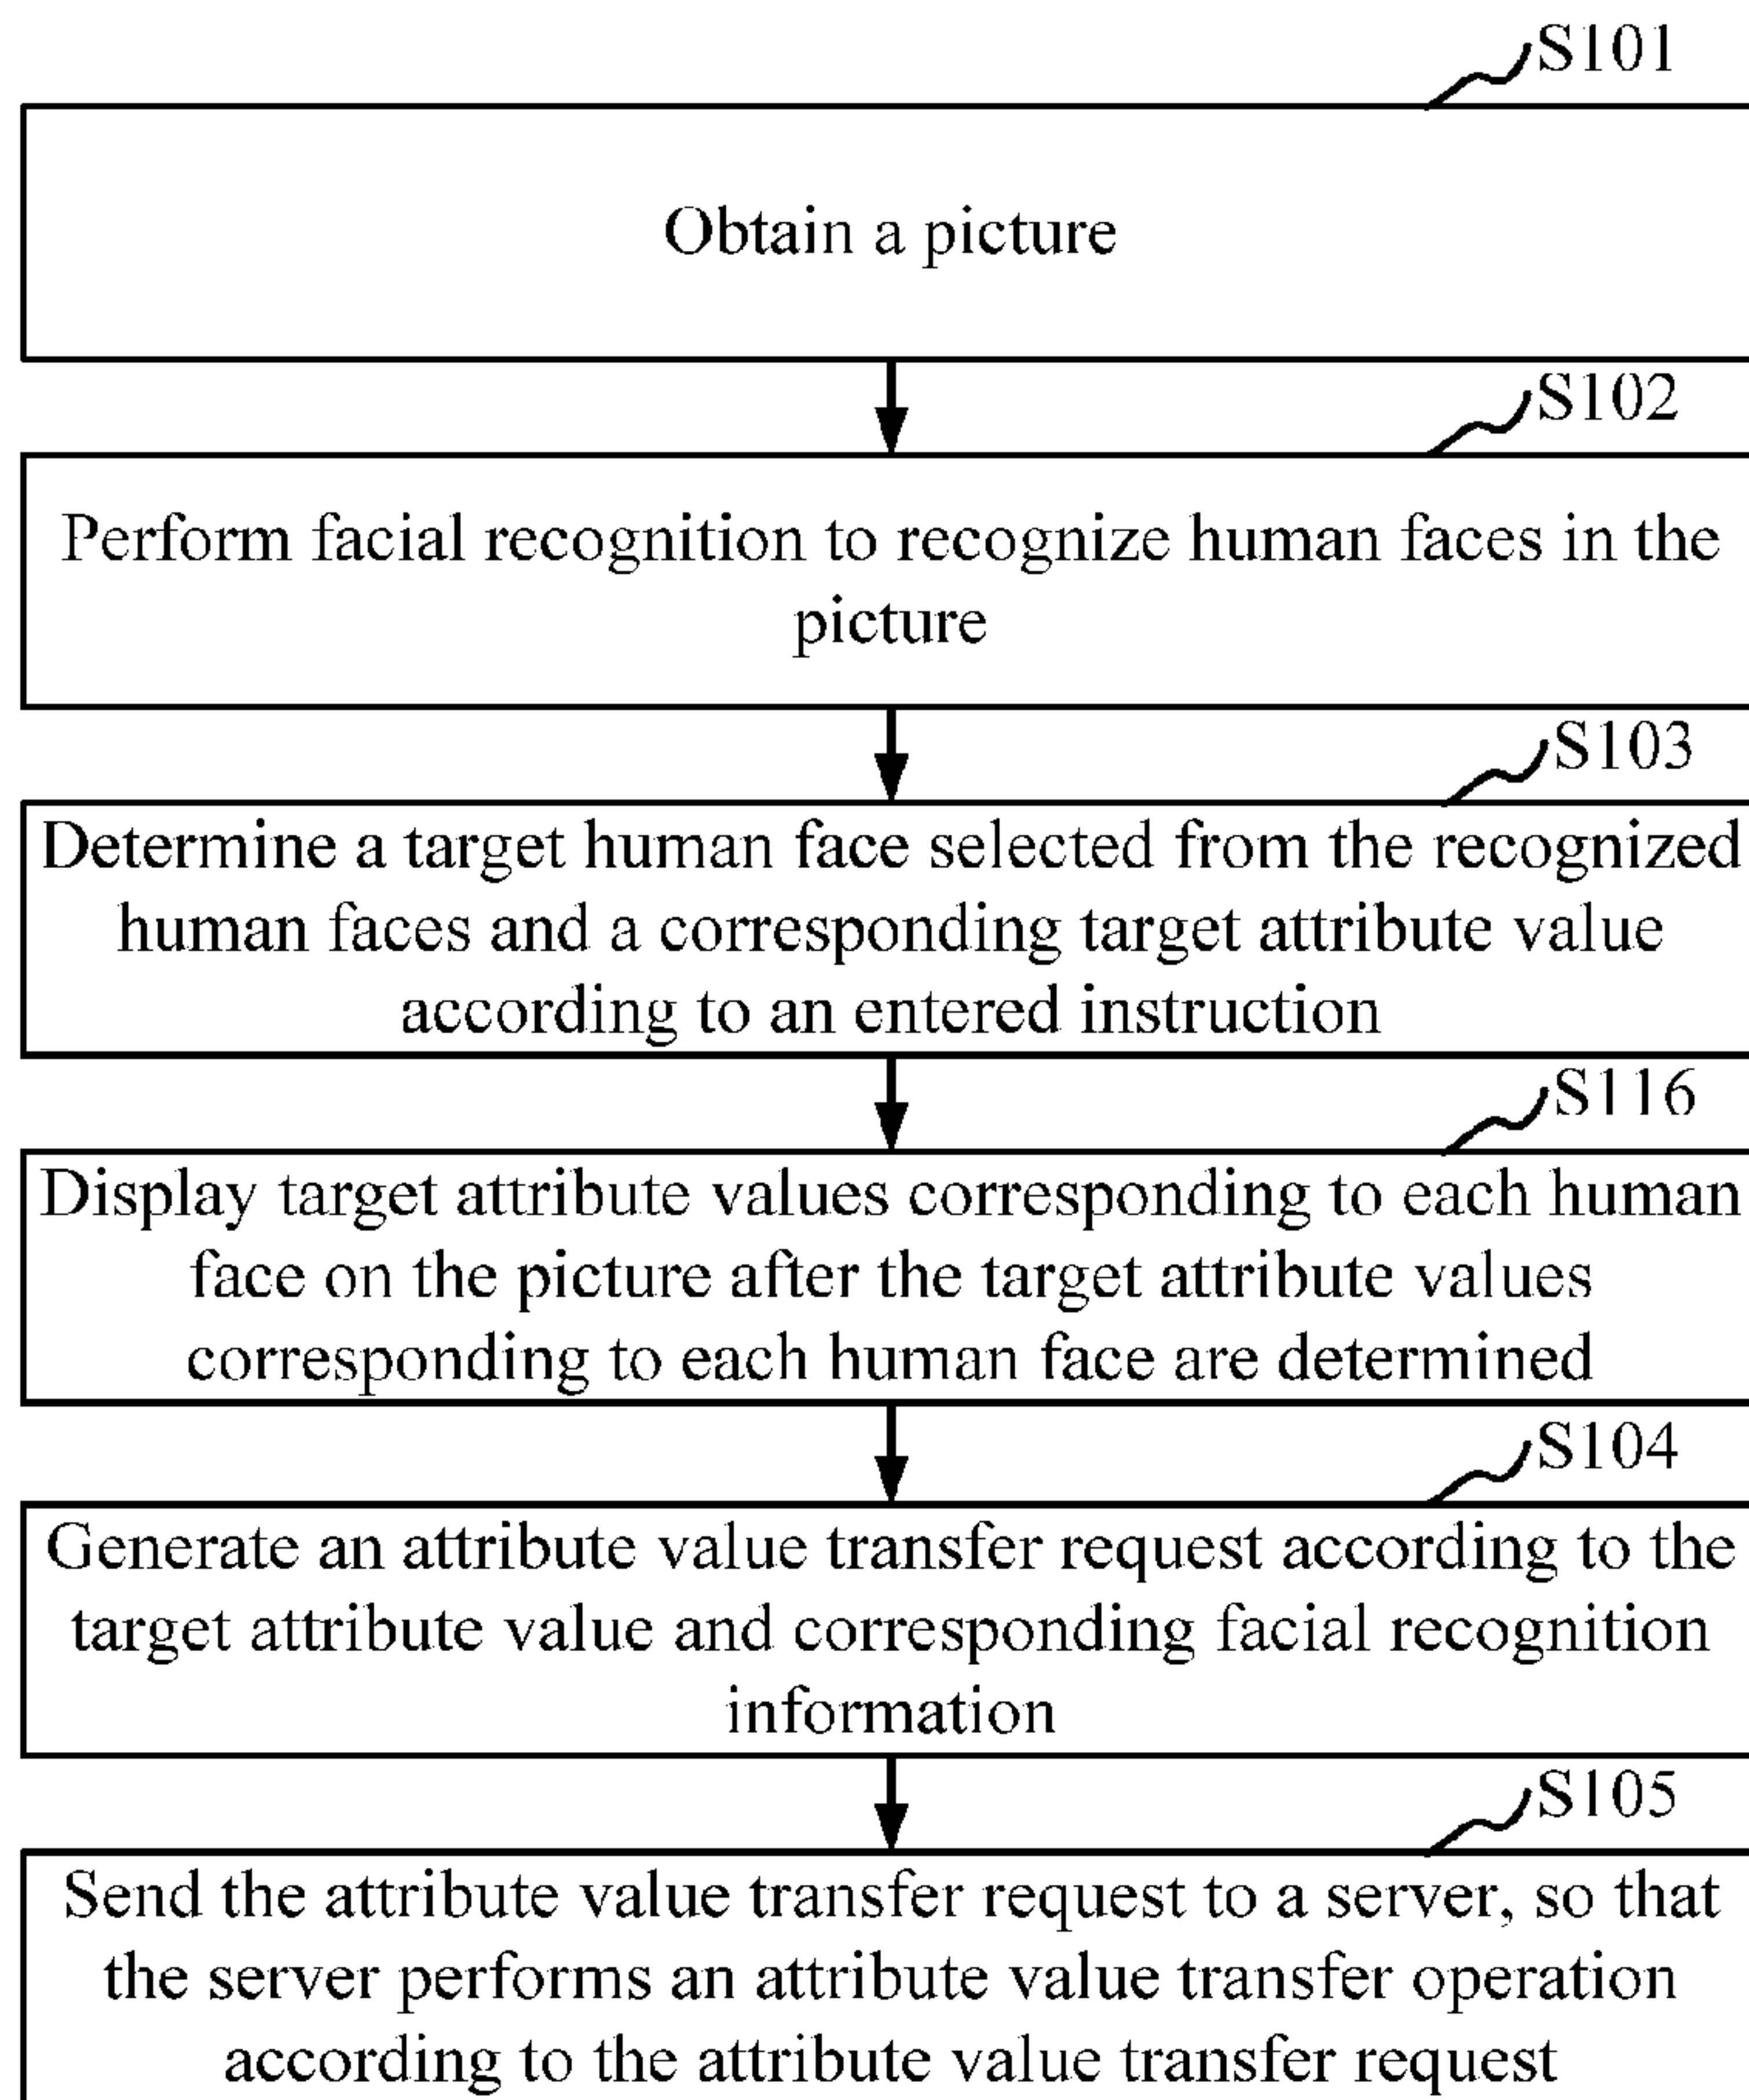 S101
Obtain a picture
S102
Perform facial recognition to recognize human faces in the
picture
S103
Determine a target human face selected from the recognized
human faces and a corresponding target attribute value
according to an entered instruction
S116
Display target attribute values corresponding to each human
face on the picture after the target attribute values
corresponding to each human face are determined
S104
Generate an attribute value transfer request according to the
target attribute value and corresponding facial recognition
information
S105
Send the attribute value transfer request to a server, so that
the server performs an attribute value transfer operation
according to the attribute value transfer request